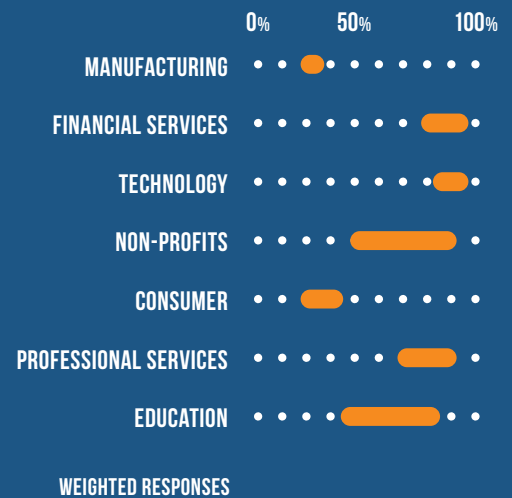 0% 50% 100%
MANUFACTURING
FINANCIAL SERVICES
TECHNOLOGY
NON-PROFITS
CONSUMER
PROFESSIONAL SERVICES
EDUCATION
WEIGHTED RESPONSES